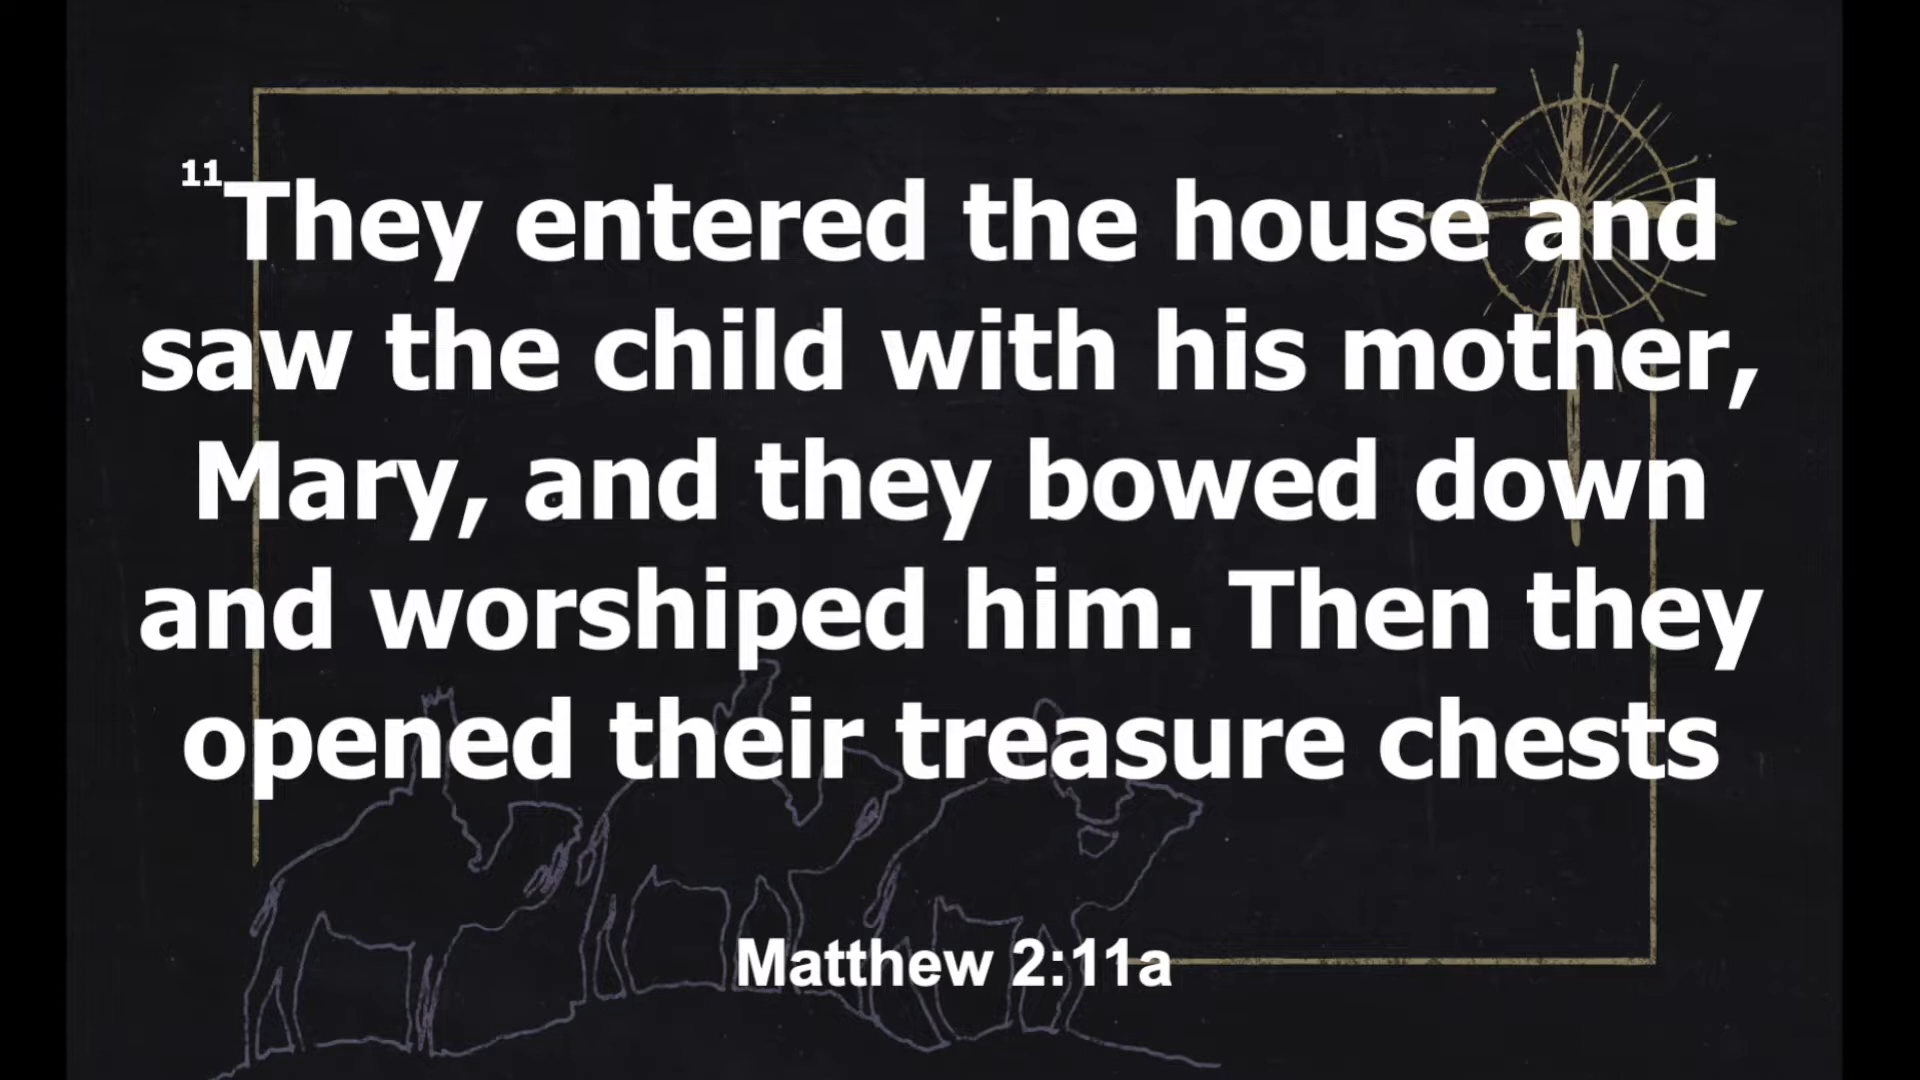 11They entered the house and
saw the child with his mother,
Mary, and they bowed down
and worshiped him. Then they
opened their treasure chests
Matthew 2:11a